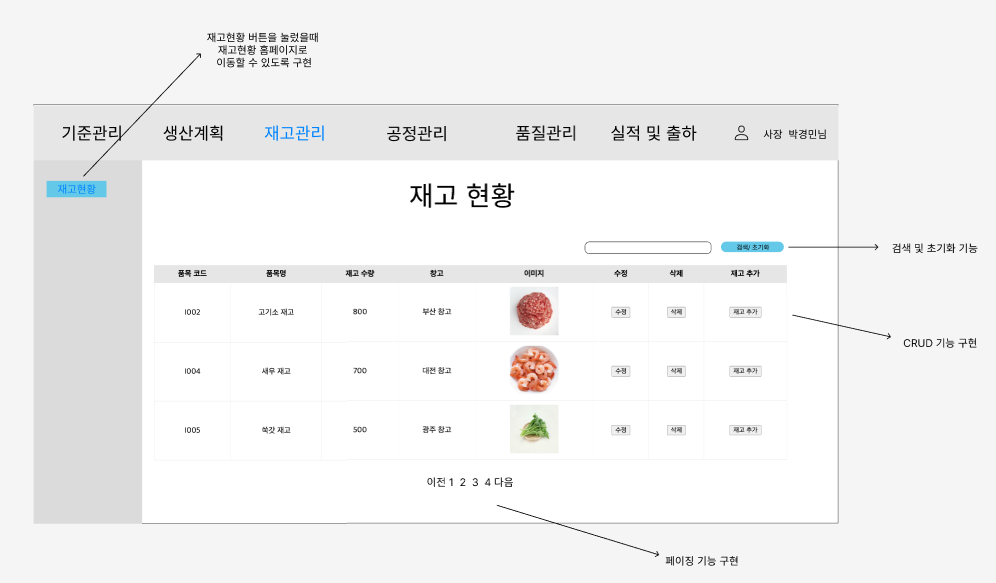 재고현황 버튼을 눌렀을때
재고현황 홈페이지로
이동할 수 있도록 구현
기준관리 생산계획 재고관리 공정관리 품질관리 실적 및 출하 사장 박경민님
재고현황
재고 현황
검색/ 초기화
검색 및 초기화 기능
품목 코드 품목명 재고 수량 창고 이미지 수정 삭제 재고 추가
I002 고기소 재고 800 부산 창고 수정 삭제 재고 추가
CRUD 기능 구현
I004 새우 재고 700 대전 창고 수정 삭제 재고 추가
I005 쑥갓 재고 500 광주 창고 수정 삭제 재고 추가
이전 1 2 3 4 다음
페이징 기능 구현